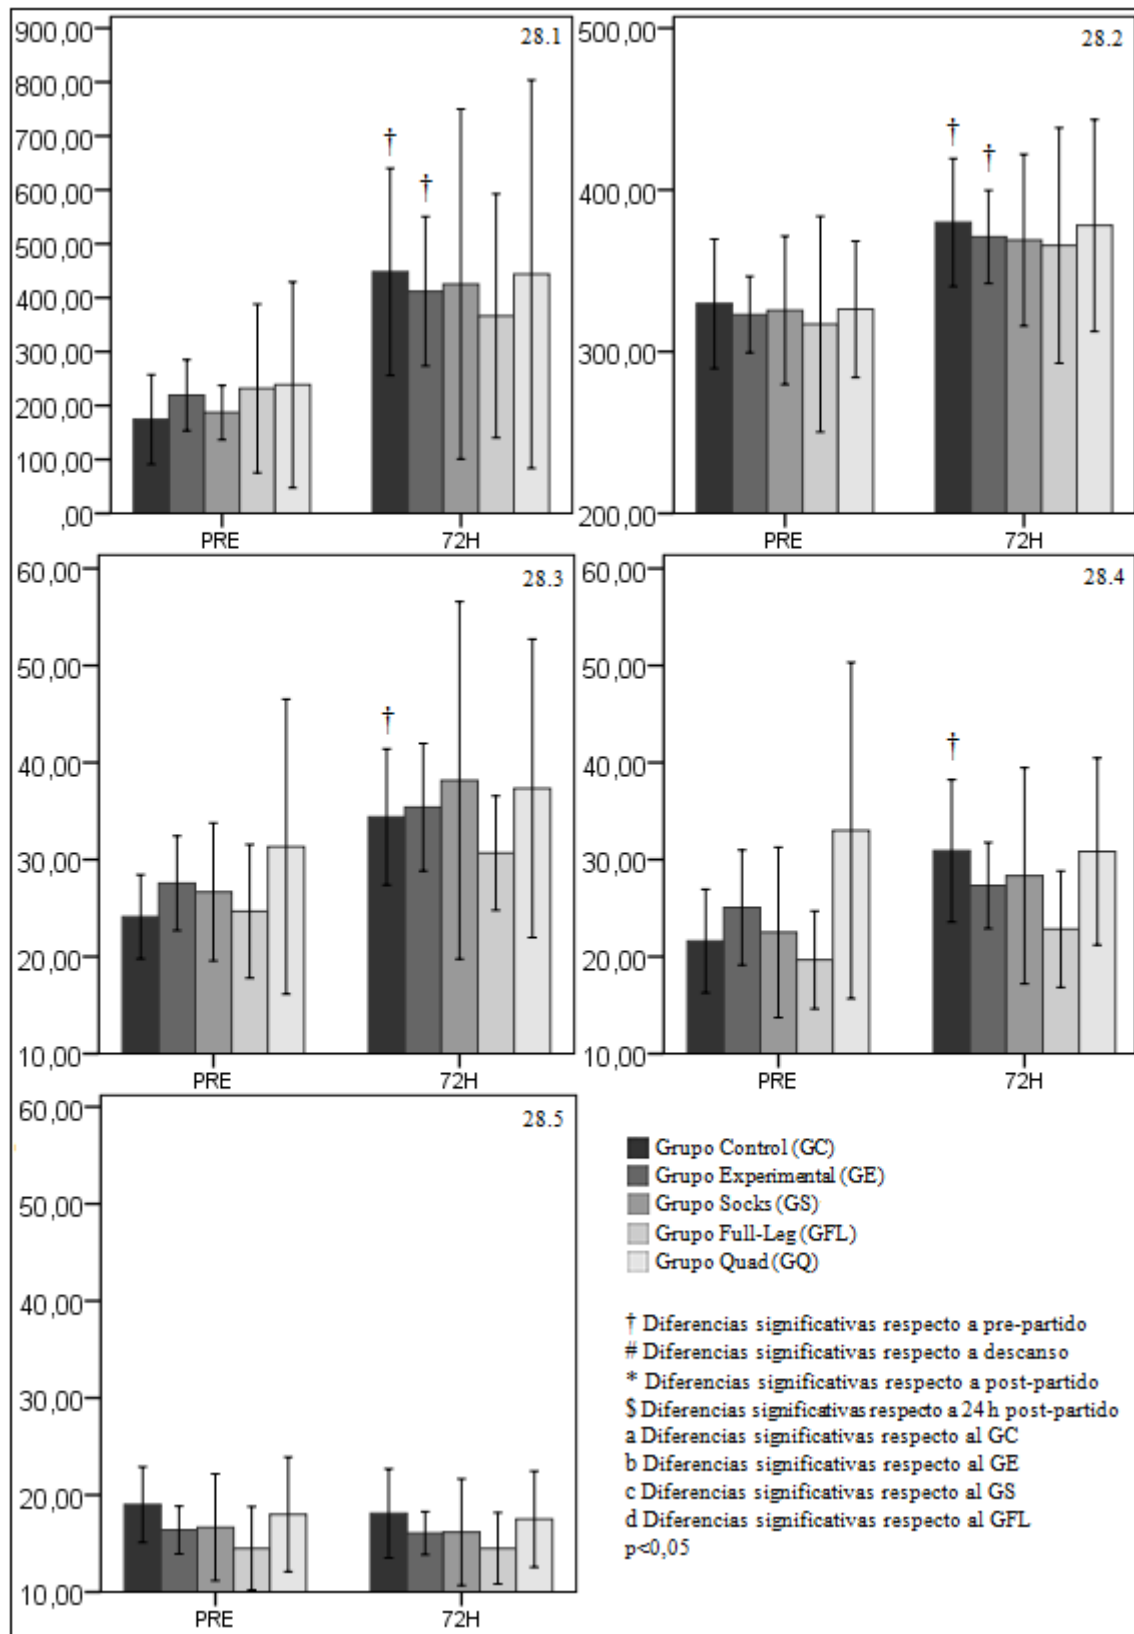 28.1
900,00
800,00
700,00
600,00
500,00
400,00
300,00
200,00
100,00
,00
†
†
PRE
72H
28.2
500,00
400,00
300,00
200,00
†
†
PRE
72H
28.3
60,00
50,00
40,00
30,00
20,00
10,00
†
PRE
72H
28.4
60,00
50,00
40,00
30,00
20,00
10,00
†
PRE
72H
28.5
60,00
50,00
40,00
30,00
20,00
10,00
PRE
72H
Grupo Control (GC)
Grupo Experimental (GE)
Grupo Socks (GS)
Grupo Full-Leg (GFL)
Grupo Quad (GQ)
† Diferencias significativas respecto a pre-partido
# Diferencias significativas respecto a descanso
* Diferencias significativas respecto a post-partido
$ Diferencias significativas respecto a 24 h post-partido
a Diferencias significativas respecto al GC
b Diferencias significativas respecto al GE
c Diferencias significativas respecto al GS
d Diferencias significativas respecto al GFL
p<0,05